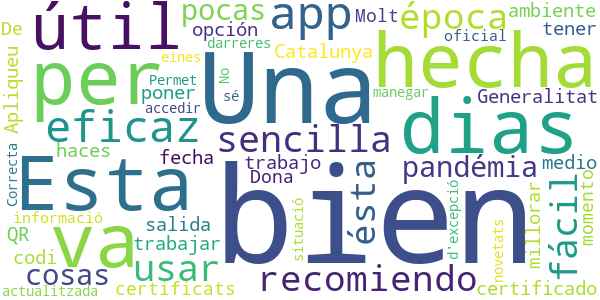 útil pocas app Molt época ambiente
De opción darreres Catalunya oficial tener
Apliqueu per eines Permet No Una hecha manegar
poner accedir sé Generalitat
eficaz sencilla días
Correcta haces fecha trabajo ésta pandémia medio
Esta Dona bien fácil
informació salida situació d'excepció millorar momento
QR va trabajar novetats
codi cosas usar recomiendo
actualitzada certificats certificado